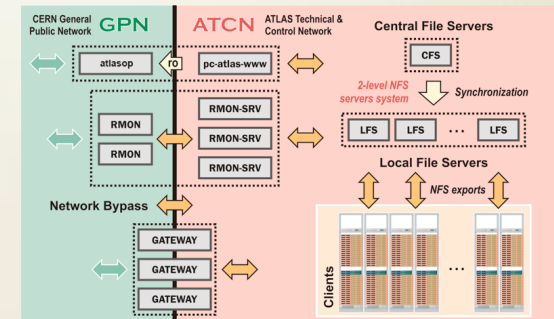 CERN General
Public Network
GPN
ATCN
ATLAS Technical &
Control Network
Central File Servers
atlasop
ro
pc-atlas-www
CFS
2-level NFS
servers system
Synchronization
RMON
RMON
RMON-SRV
RMON-SRV
RMON-SRV
LFS
LFS
...
LFS
Local File Servers
NFS exports
Network Bypass
GATEWAY
GATEWAY
GATEWAY
Clients
...